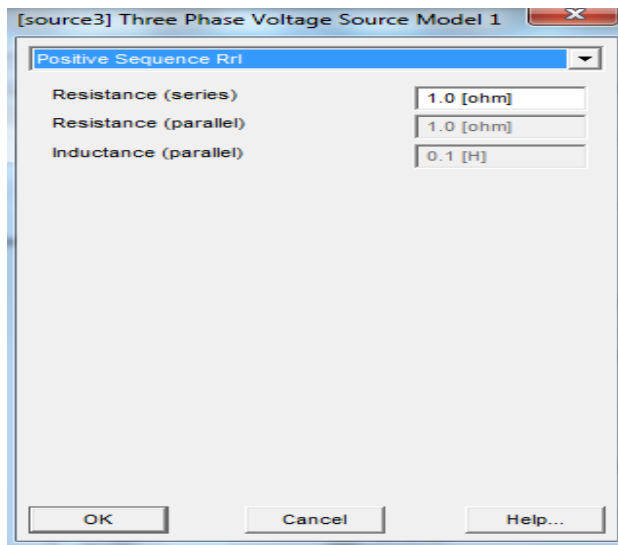 [source3] Three Phase Voltage Source Model 1
Positive Sequence Rrl
Resistance (series) 1.0 [ohm]
Resistance (parallel) 1.0 [ohm]
Inductance (parallel) 0.1 [H]
OK Cancel Help...